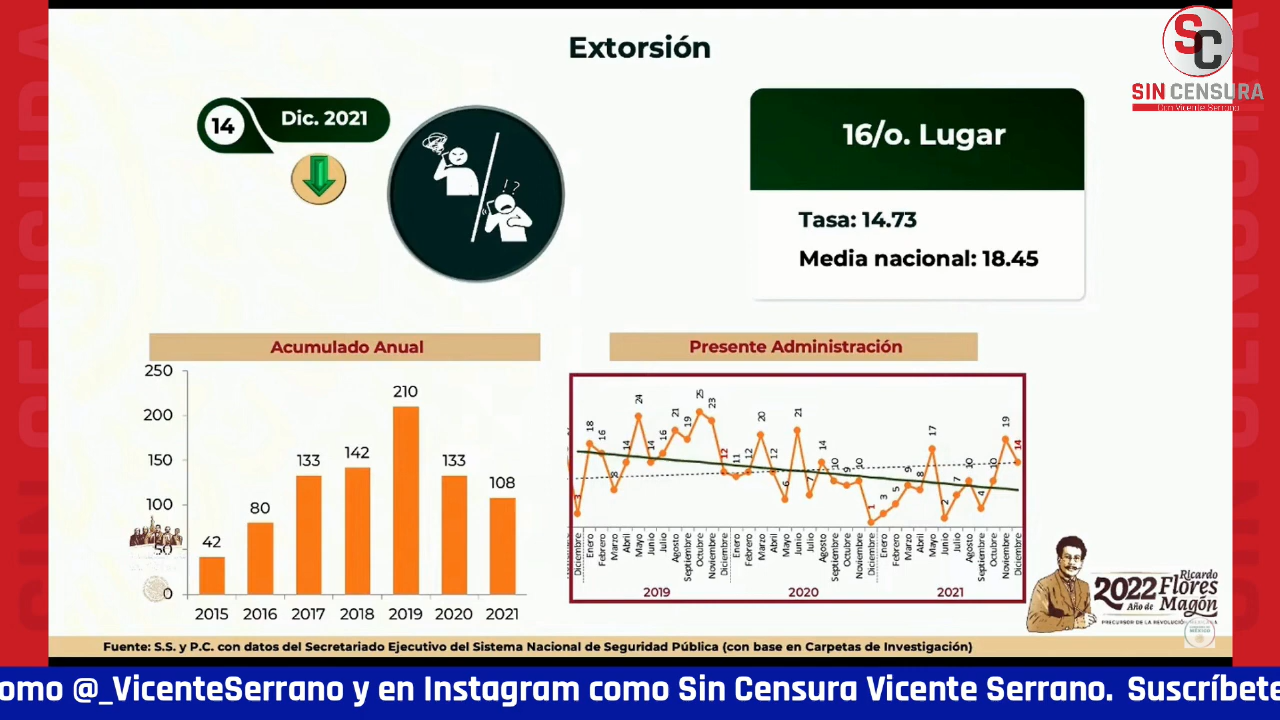 Extorsión
SC
SIN CENSURA
Con Vicente Serrano
14
Dic. 2021
!?
16/o. Lugar
Tasa: 14.73
Media nacional: 18.45
Acumulado Anual
250
200
150
100
50
0
42
80
133
142
210
133
108
2015 2016 2017 2018 2019 2020 2021
Presente Administración
3 18 16 8 14 24 14 16 21 19 25 23 12 11 12 20 12 6 21 7 14 10 9 10 1 3 5 9 8 17 2 7 10 4 10 19 14
Diciembre Enero Febrero Marzo Abril Mayo Junio Julio Agosto Septiembre Octubre Noviembre Diciembre Enero Febrero Marzo Abril Mayo Junio Julio Agosto Septiembre Octubre Noviembre Diciembre Enero Febrero Marzo Abril Mayo Junio Julio Agosto Septiembre Octubre Noviembre Diciembre
2019 2020 2021
2022 Ricardo
Flores
Año de Magón
PRECURSOR DE LA REVOLUCIÓN MEXICANA
Fuente: S.S. y P.C. con datos del Secretariado Ejecutivo del Sistema Nacional de Seguridad Pública (con base en Carpetas de Investigación)
omo @_VicenteSerrano y en Instagram como Sin Censura Vicente Serrano. Suscríbete